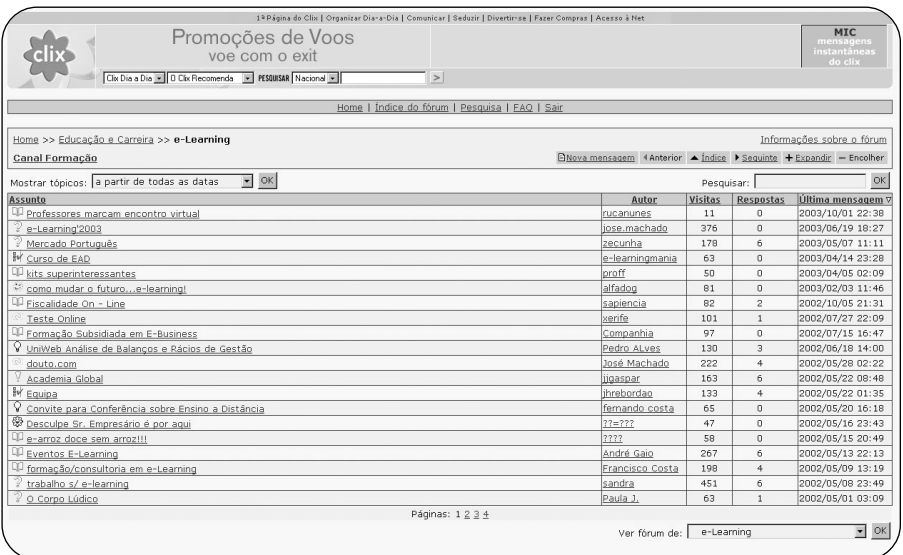 1ªPágina do Clix | Organizar Dia-a-Dia | Comunicar | Seduzir | Divertir-se | Fazer Compras | Acesso à Net
clix
Promoções de Voos
voe com o exit
MIC
mensagens
instantâneas
do clix
Clix Dia a Dia O Clix Recomenda PESQUISAR Nacional >
Home | Índice do fórum | Pesquisa | FAQ | Sair
Home >> Educação e Carreira >> e-Learning Informações sobre o fórum
Canal Formação Nova mensagem Anterior Índice Seguinte Expandir Encolher
Mostrar tópicos: a partir de todas as datas OK Pesquisar: OK
Assunto Autor Visitas Respostas Última mensagem
Professores marcam encontro virtual rucanunes 11 0 2003/10/01 22:38
e-Learning'2003 jose.machado 376 0 2003/06/19 18:27
Mercado Português zecunha 178 6 2003/05/07 11:11
Curso de EAD e-learningmania 63 0 2003/04/14 23:28
kits superinteressantes proff 50 0 2003/04/05 02:09
como mudar o futuro...e-learning! alfadog 81 0 2003/02/03 11:46
Fiscalidade On - Line sapiencia 82 2 2002/10/05 21:31
Teste Online xerife 101 1 2002/07/27 22:09
Formação Subsidiada em E-Business Companhia 97 0 2002/07/15 16:47
UniWeb Análise de Balanços e Rácios de Gestão Pedro ALves 130 3 2002/06/18 14:00
douto.com José Machado 222 4 2002/05/28 02:22
Academia Global jjgaspar 163 6 2002/05/22 08:48
Equipa jhrebordao 133 4 2002/05/22 01:35
Convite para Conferência sobre Ensino a Distância fernando costa 65 0 2002/05/20 16:18
Desculpe Sr. Empresário é por aqui ??=??? 47 0 2002/05/16 23:43
e-arroz doce sem arroz!!! ???? 58 0 2002/05/15 20:49
Eventos E-Learning André Gaio 267 6 2002/05/13 22:13
formação/consultoria em e-Learning Francisco Costa 198 4 2002/05/09 13:19
trabalho s/ e-learning sandra 451 6 2002/05/08 23:49
O Corpo Lúdico Paula J. 63 1 2002/05/01 03:09
Páginas: 1 2 3 4
Ver fórum de: e-Learning OK